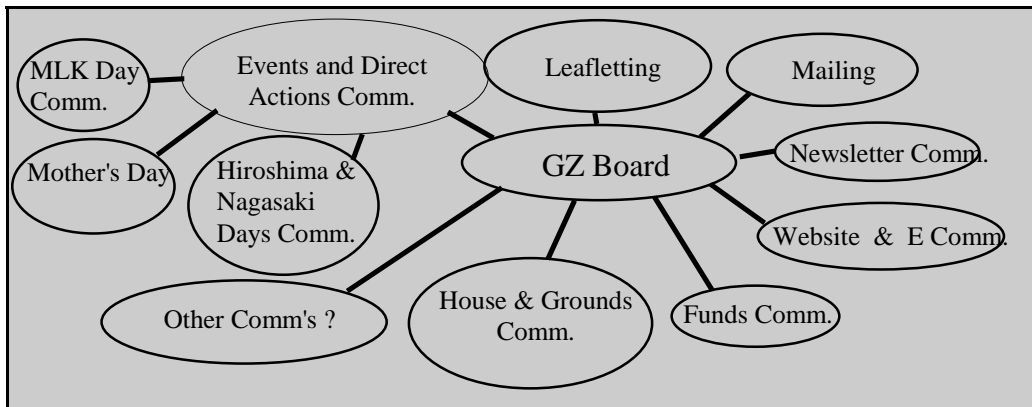 MLK Day
Comm.
Events and Direct
Actions Comm.
Leafletting
Mailing
Mother's Day
Hiroshima &
Nagasaki
Days Comm.
GZ Board
Newsletter Comm.
Website & E Comm.
Other Comm's ?
House & Grounds
Comm.
Funds Comm.